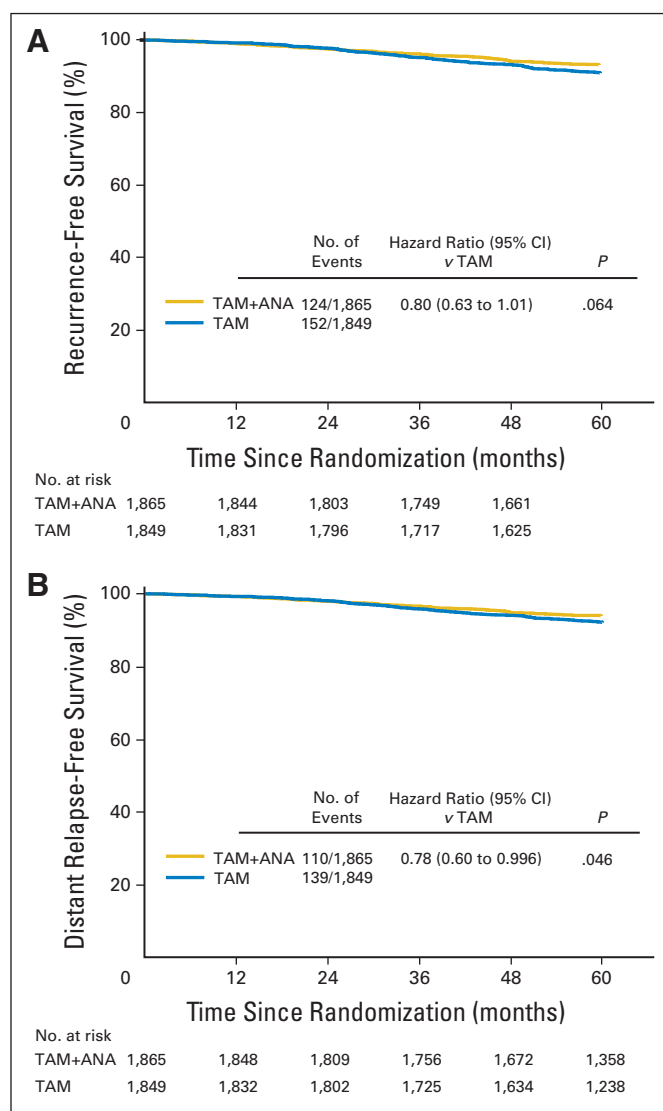 A
Recurrence-Free Survival (%)
100
80
60
40
20
0
No. of Hazard Ratio (95% CI)
Events v TAM P
TAM+ANA 124/1,865 0.80 (0.63 to 1.01) .064
TAM 152/1,849
12 24 36 48 60
Time Since Randomization (months)
No. at risk
TAM+ANA 1,865 1,844 1,803 1,749 1,661
TAM 1,849 1,831 1,796 1,717 1,625
B
Distant Relapse-Free Survival (%)
100
80
60
40
20
0
No. of Hazard Ratio (95% CI)
Events v TAM P
TAM+ANA 110/1,865 0.78 (0.60 to 0.996) .046
TAM 139/1,849
12 24 36 48 60
Time Since Randomization (months)
No. at risk
TAM+ANA 1,865 1,848 1,809 1,756 1,672 1,358
TAM 1,849 1,832 1,802 1,725 1,634 1,238